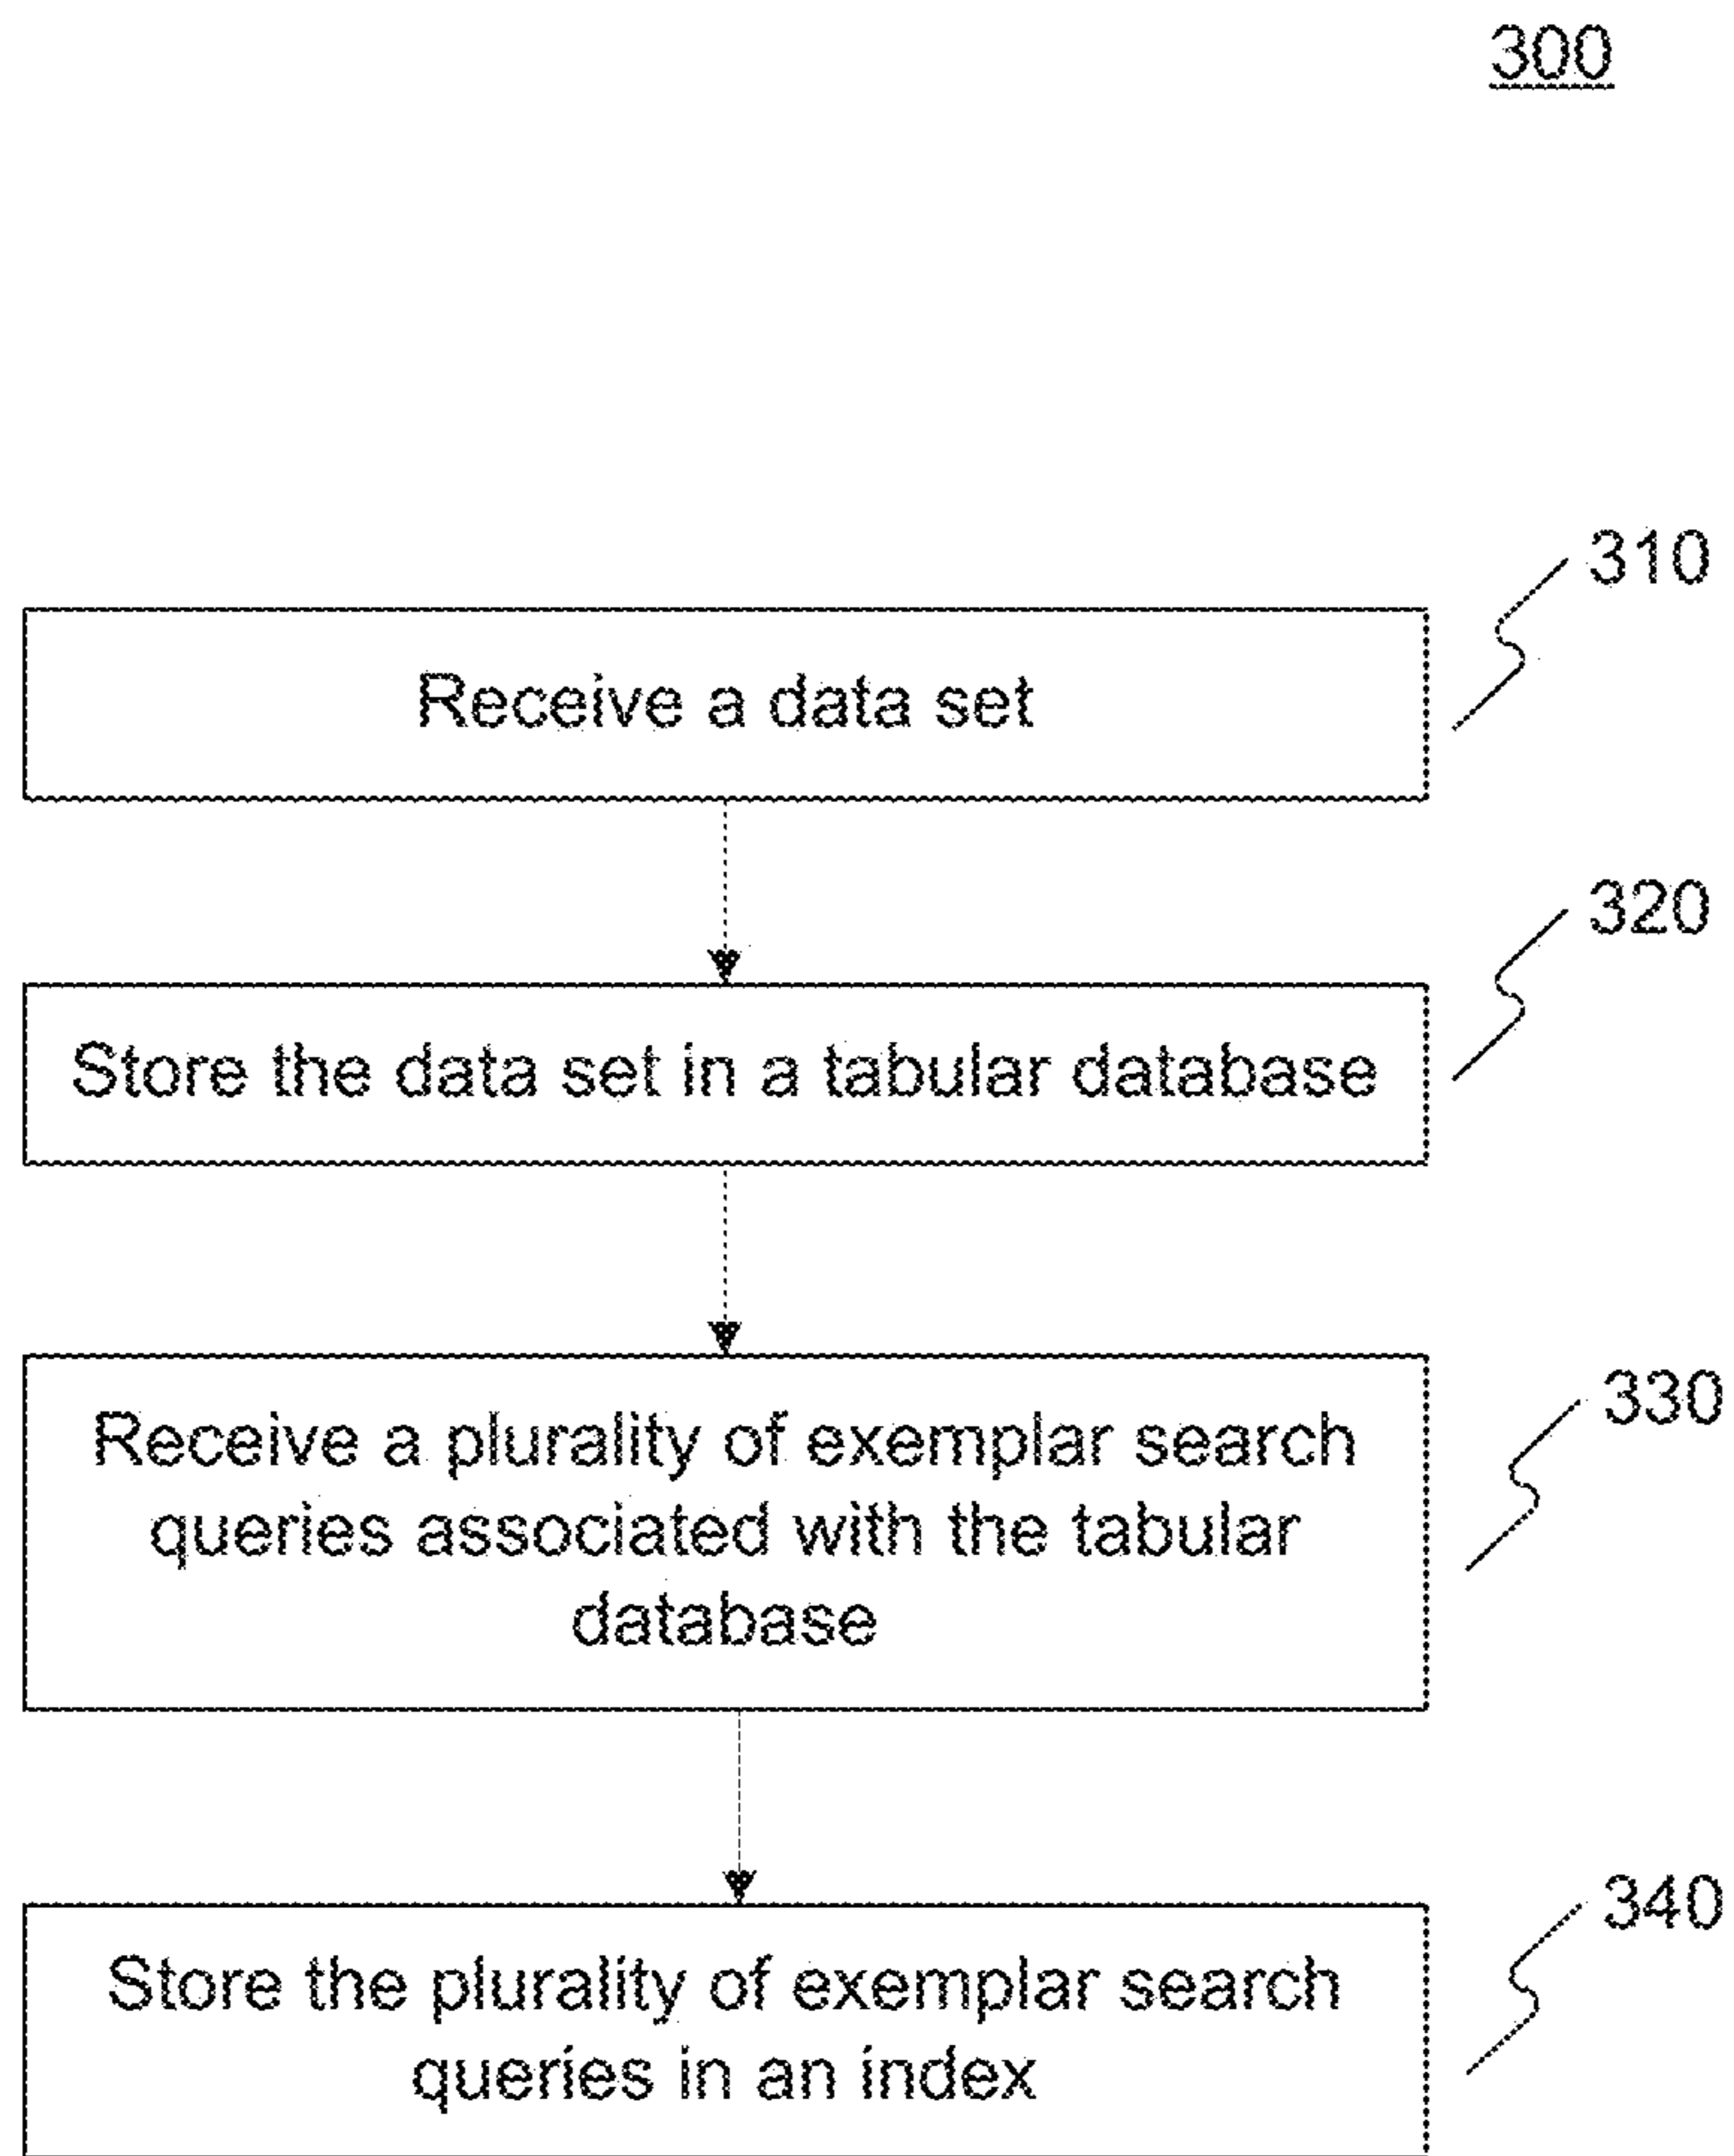 300
310
Receive a data set
320
Store the data set in a tabular database
330
Receive a plurality of exemplar search
queries associated with the tabular
database
340
Store the plurality of exemplar search
queries in an index